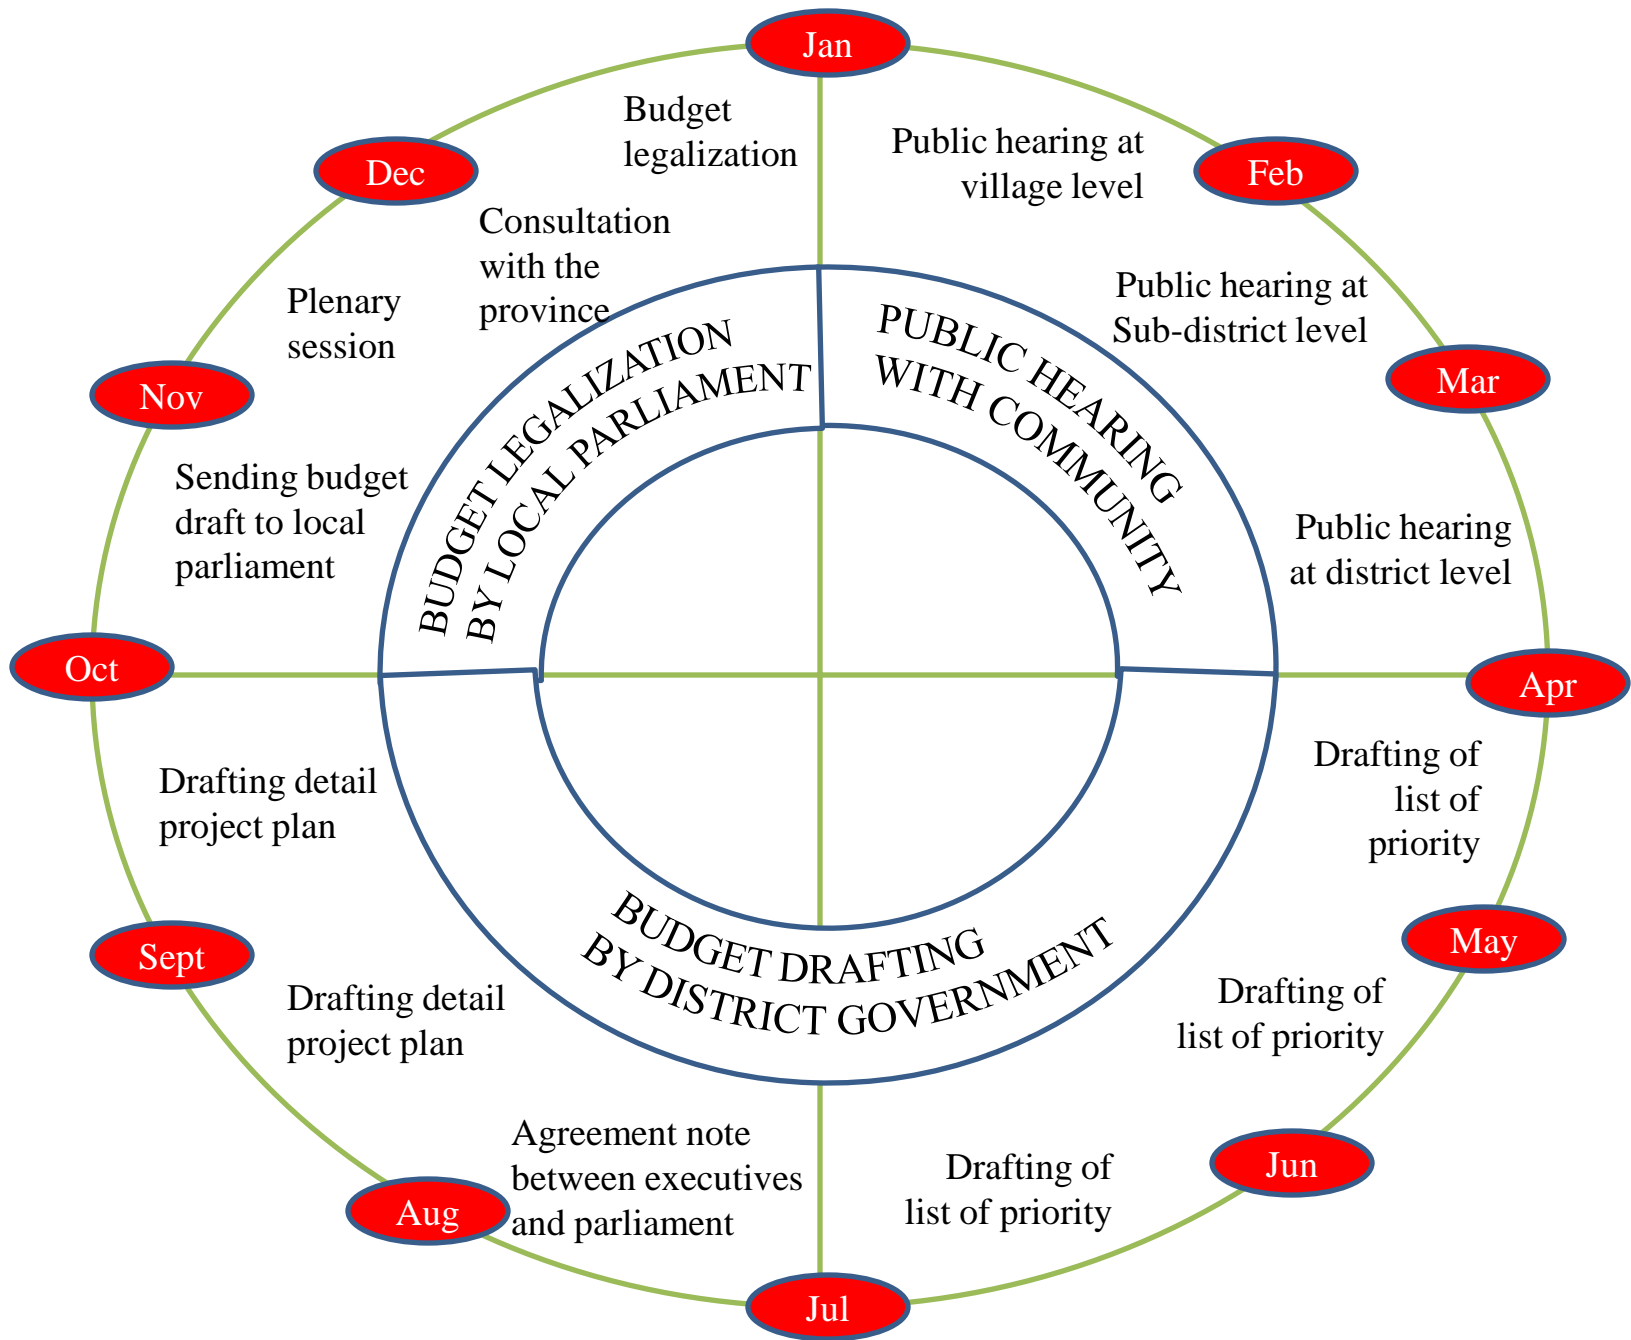 Jan
Budget
legalization
Public hearing at
village level
Dec
Feb
Consultation
with the
province
Plenary
session
Public hearing at
Sub-district level
Nov
Mar
BUDGET LEGALIZATION
BY LOCAL PARLIAMENT
PUBLIC HEARING
WITH COMMUNITY
Sending budget
draft to local
parliament
Public hearing
at district level
Oct
Apr
Drafting detail
project plan
Drafting of
list of
priority
Sept
May
BUDGET DRAFTING
BY DISTRICT GOVERNMENT
Drafting detail
project plan
Drafting of
list of priority
Agreement note
between executives
and parliament
Drafting of
list of priority
Aug
Jun
Jul